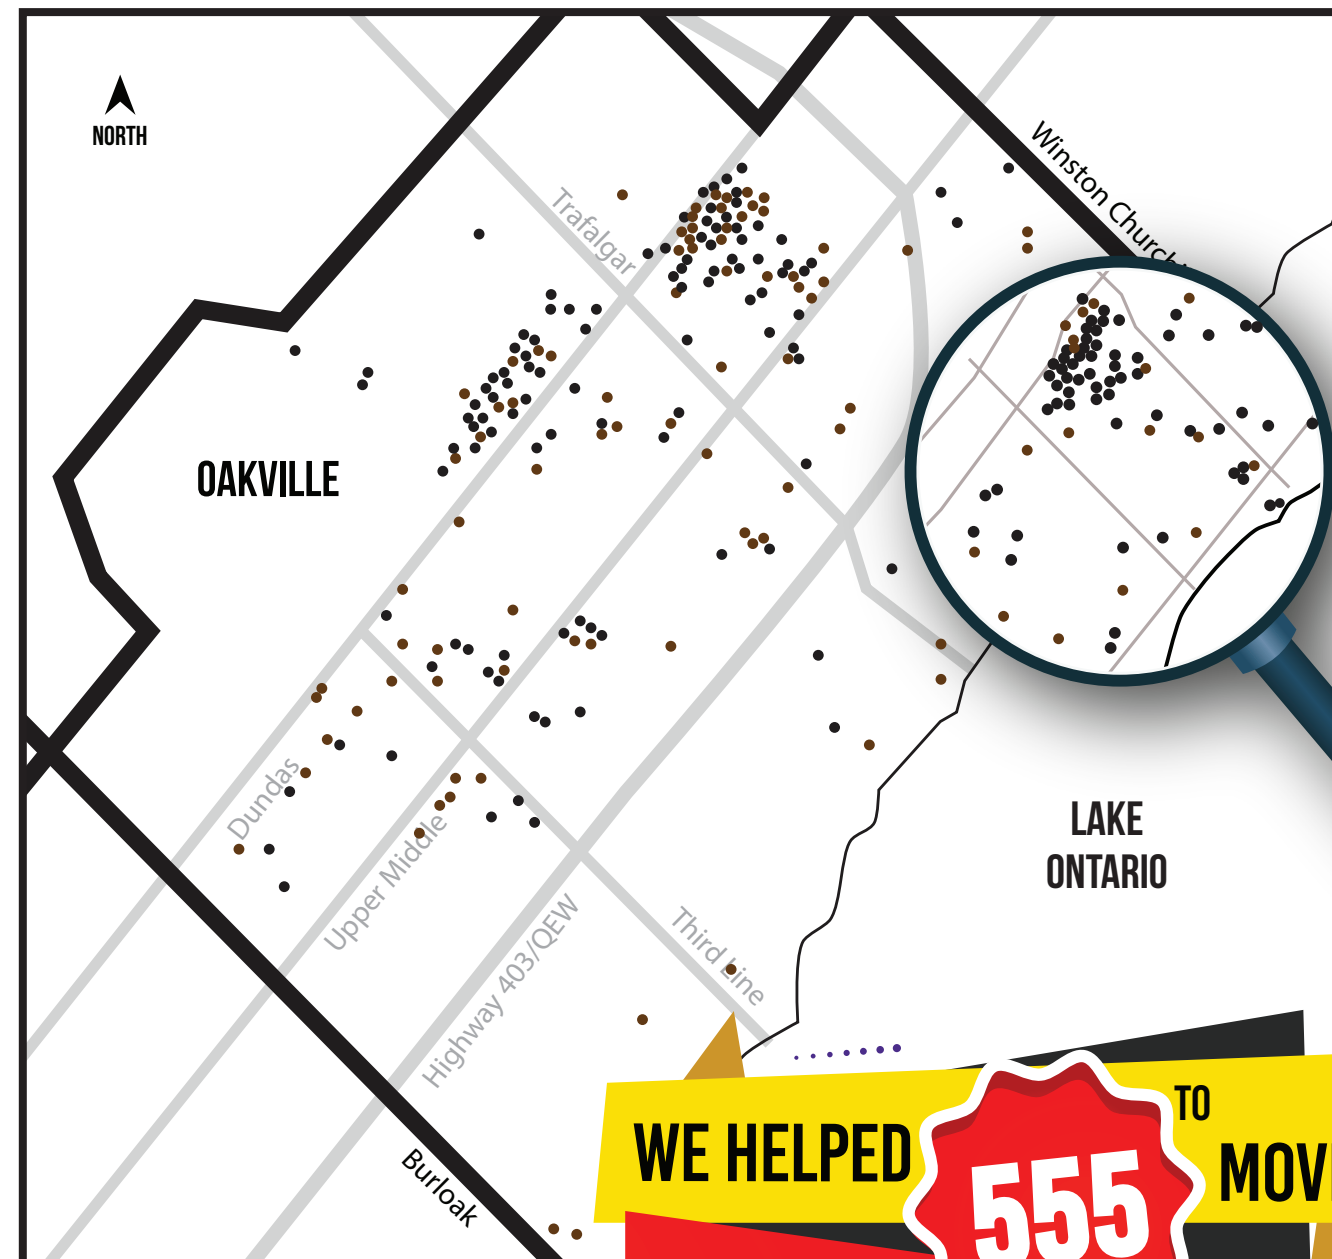 NORTH
Winston Churchi
Trafalgar
OAKVILLE
Dundas
Upper Middle
Highway 403/QEW
Third Line
LAKE
ONTARIO
Burloak
WE HELPED
555
TO
MOV